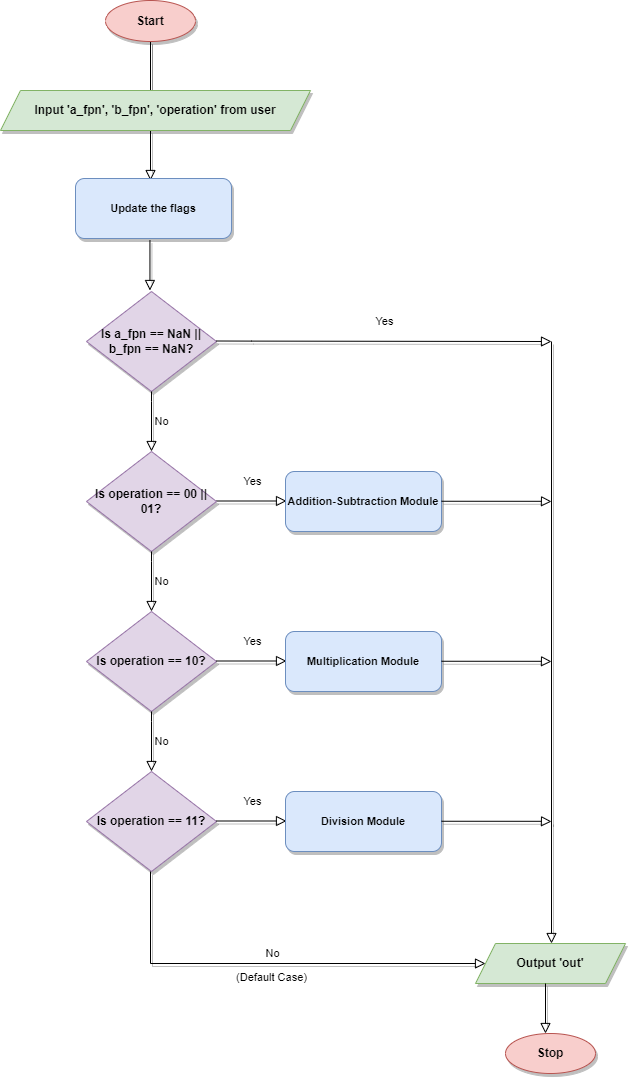 Start
Input 'a_fpn', 'b_fpn', 'operation' from user
Update the flags
Is a_fpn == NaN ||
b_fpn == NaN?
Yes
No
Is operation == 00 ||
01?
Yes
Addition-Subtraction Module
No
Is operation == 10?
Yes
Multiplication Module
No
Is operation == 11?
Yes
Division Module
No
(Default Case)
Output 'out'
Stop